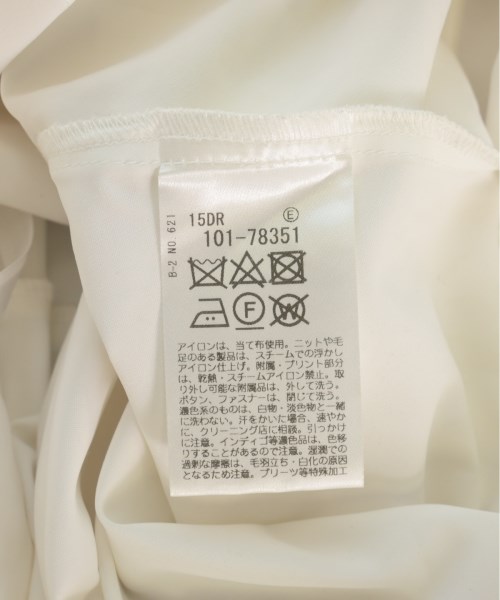 B-2 NO.621
15DR Ⓔ
101-78351
アイロンは、当て布使用。ニットや毛
足のある製品は、スチームでの浮かし
アイロン仕上げ。附属・プリント部分
は、乾熱・スチームアイロン禁止。取
り外し可能な附属品は、外して洗う。
ボタン、ファスナーは、閉じて洗う。
濃色系のものは、白物・淡色物と一緒
に洗わない。汗をかいた場合、速やか
に、クリーニング店に相談。引っかけ
に注意。インディゴ等濃色品は、色移
りすることがあるので注意。湿潤での
過剰な摩擦は、毛羽立ち・白化の原因
となるため注意。プリーツ等特殊加工